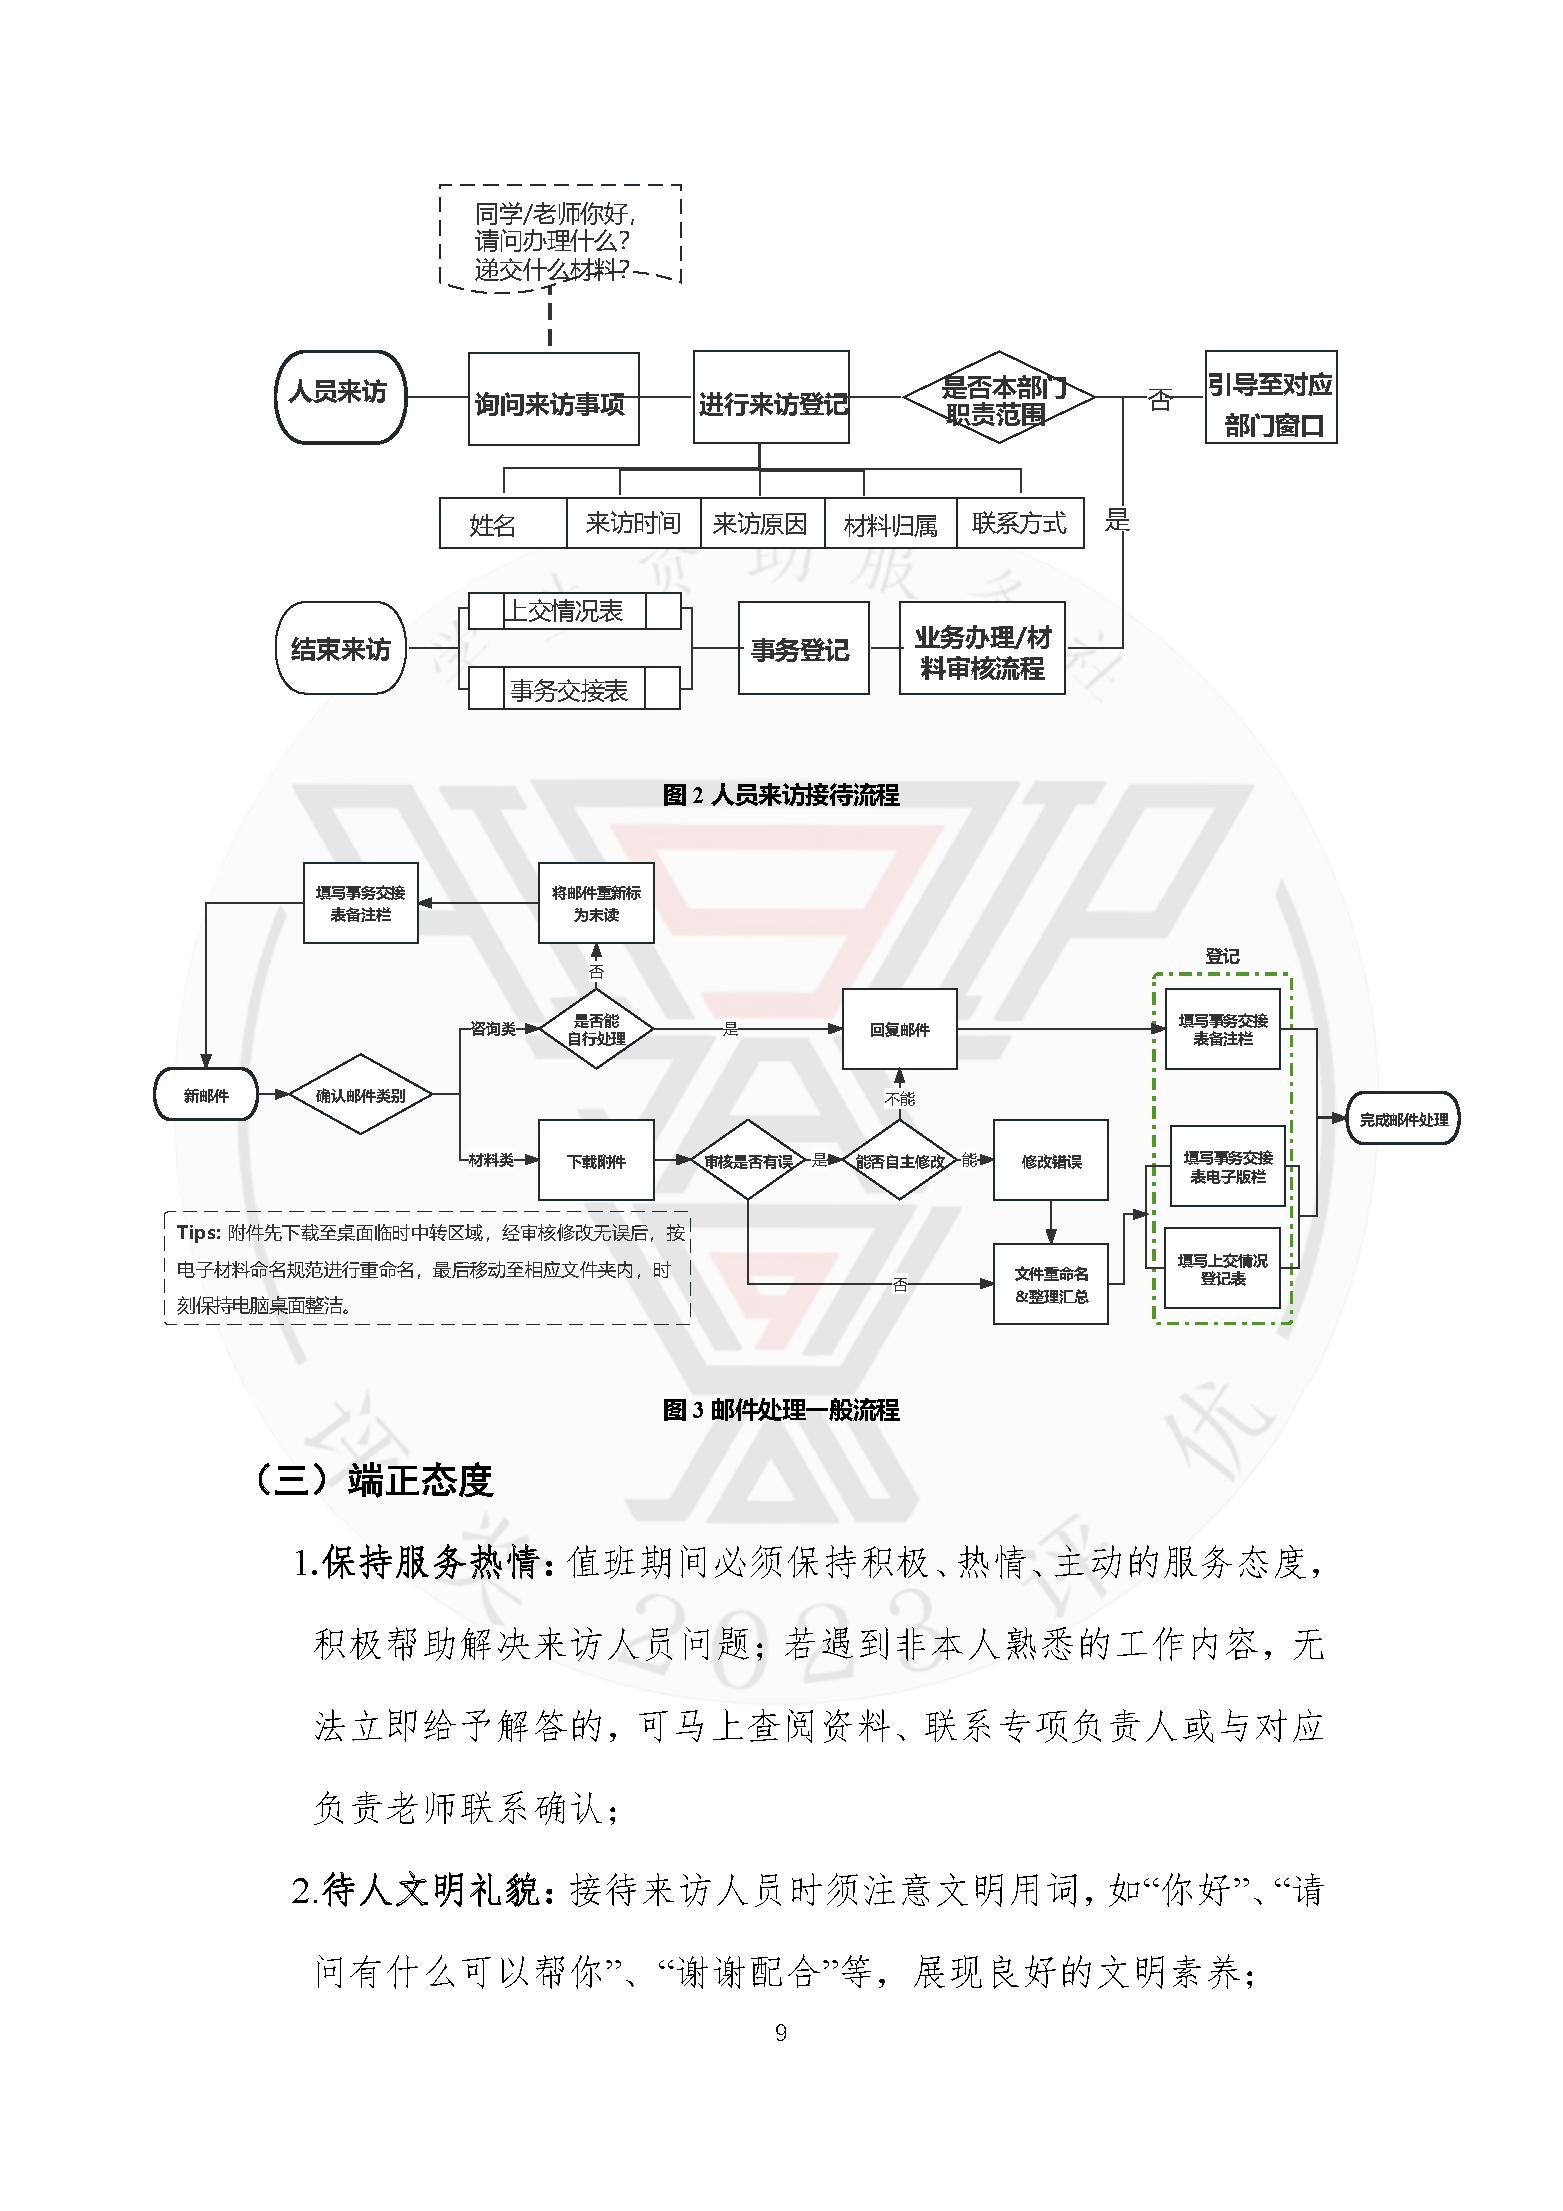 同学/老师你好,
请问办理什么?
递交什么材料?
人员来访
询问来访事项
进行来访登记
是否本部门
职责范围
否
引导至对应
部门窗口
姓名
来访时间
来访原因
材料归属
联系方式
是
结束来访
上交情况表
事务交接表
事务登记
业务办理/材
料审核流程
图 2 人员来访接待流程
填写事务交接
表备注栏
将邮件重新标
为未读
否
登记
咨询类
是否能
自行处理
是
回复邮件
填写事务交接
表备注栏
新邮件
确认邮件类别
不能
完成邮件处理
材料类
下载附件
审核是否有误
是
能否自主修改
能
修改错误
填写事务交接
表电子版栏
Tips: 附件先下载至桌面临时中转区域，经审核修改无误后，按
电子材料命名规范进行重命名，最后移动至相应文件夹内，时
刻保持电脑桌面整洁。
否
文件重命名
&整理汇总
填写上交情况
登记表
图 3 邮件处理一般流程
（三）端正态度
1.保持服务热情：值班期间必须保持积极、热情、主动的服务态度，
积极帮助解决来访人员问题；若遇到非本人熟悉的工作内容，无
法立即给予解答的，可马上查阅资料、联系专项负责人或与对应
负责老师联系确认；
2.待人文明礼貌：接待来访人员时须注意文明用词，如“你好”、“请
问有什么可以帮你”、“谢谢配合”等，展现良好的文明素养；
9
学生资助服务社
评奖评优
2023